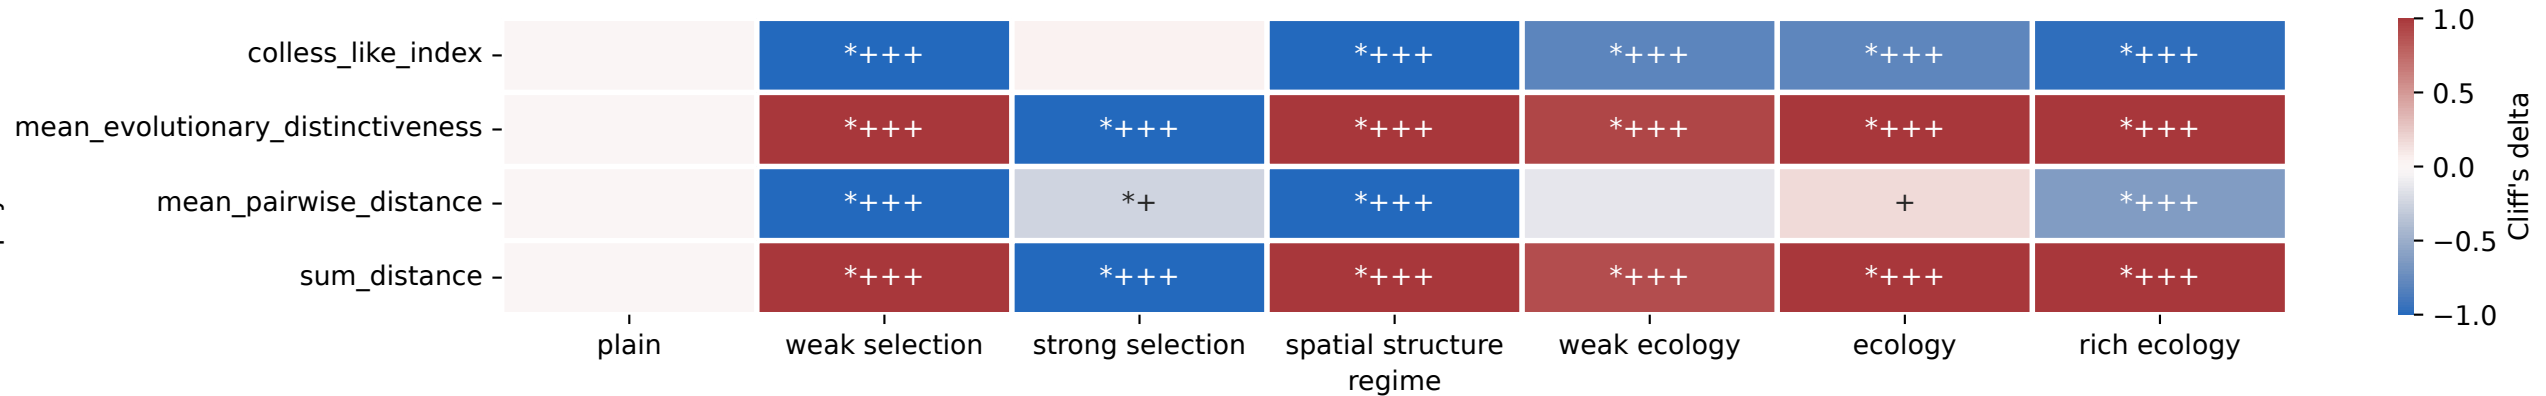 colless_like_index
*+++ *+++ *+++ *+++ *+++
mean_evolutionary_distinctiveness
*+++ *+++ *+++ *+++ *+++ *+++
mean_pairwise_distance
*+++ *+ *+++ + *+++
sum_distance
*+++ *+++ *+++ *+++ *+++ *+++
plain weak selection strong selection spatial structure weak ecology ecology rich ecology
regime
1.0
0.5
0.0
−0.5
−1.0
Cliff's delta